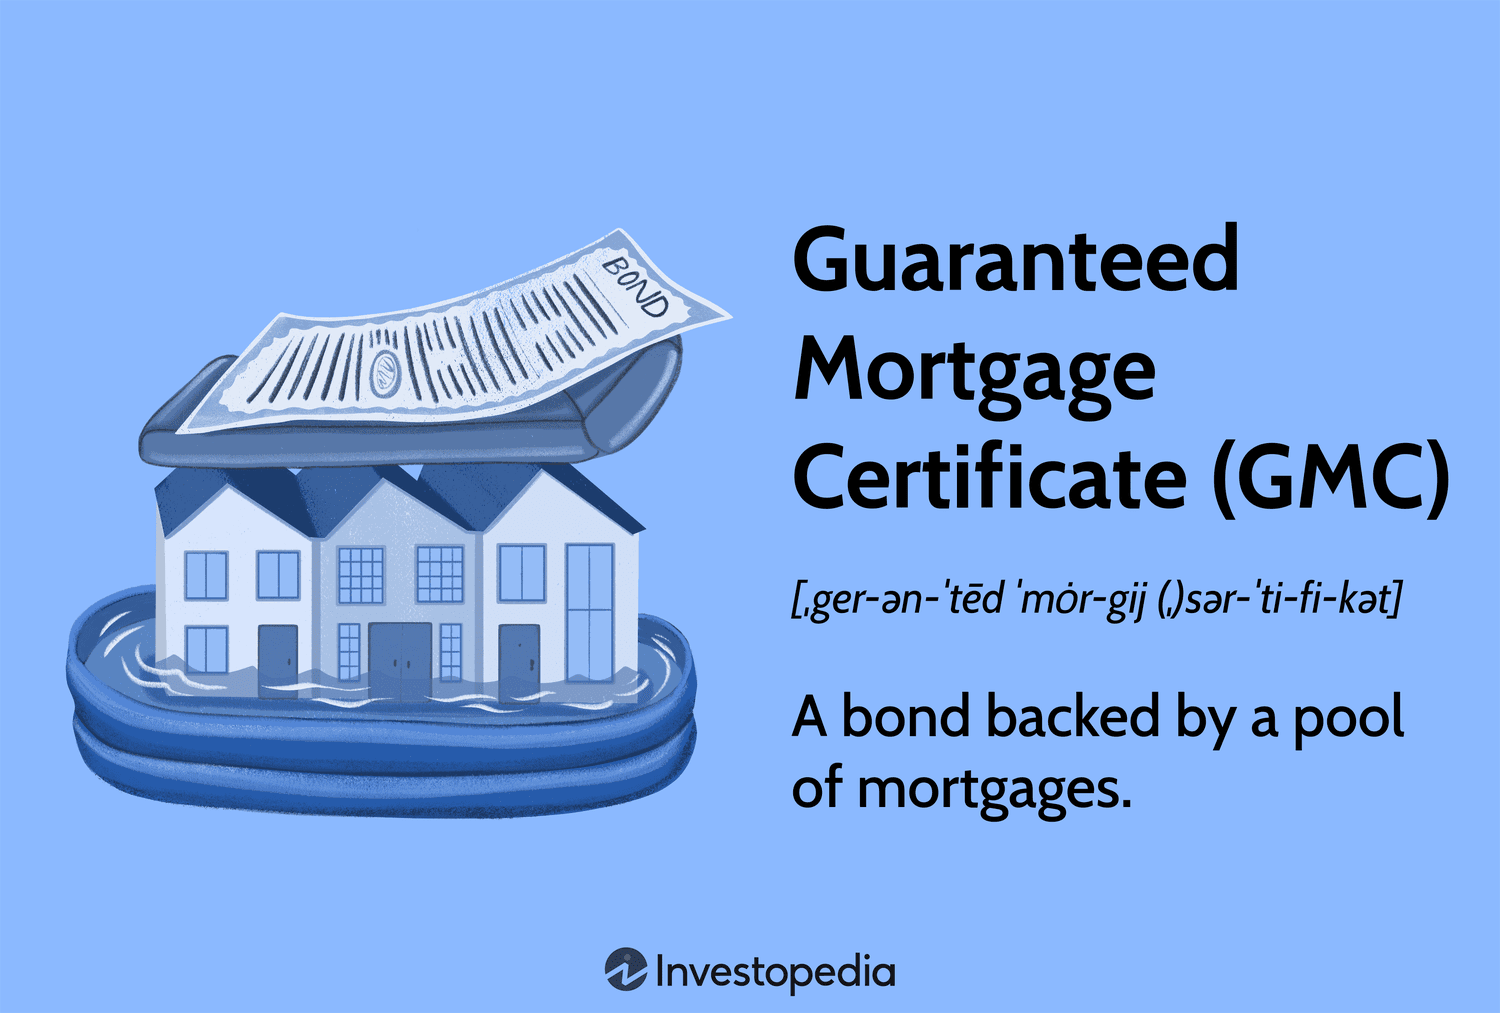 BOND
Guaranteed
Mortgage
Certificate (GMC)
[ˌger-ən-ˈtēd ˈmȯr-gij (ˌ)sər-ˈti-fi-kət]
A bond backed by a pool
of mortgages.
Investopedia